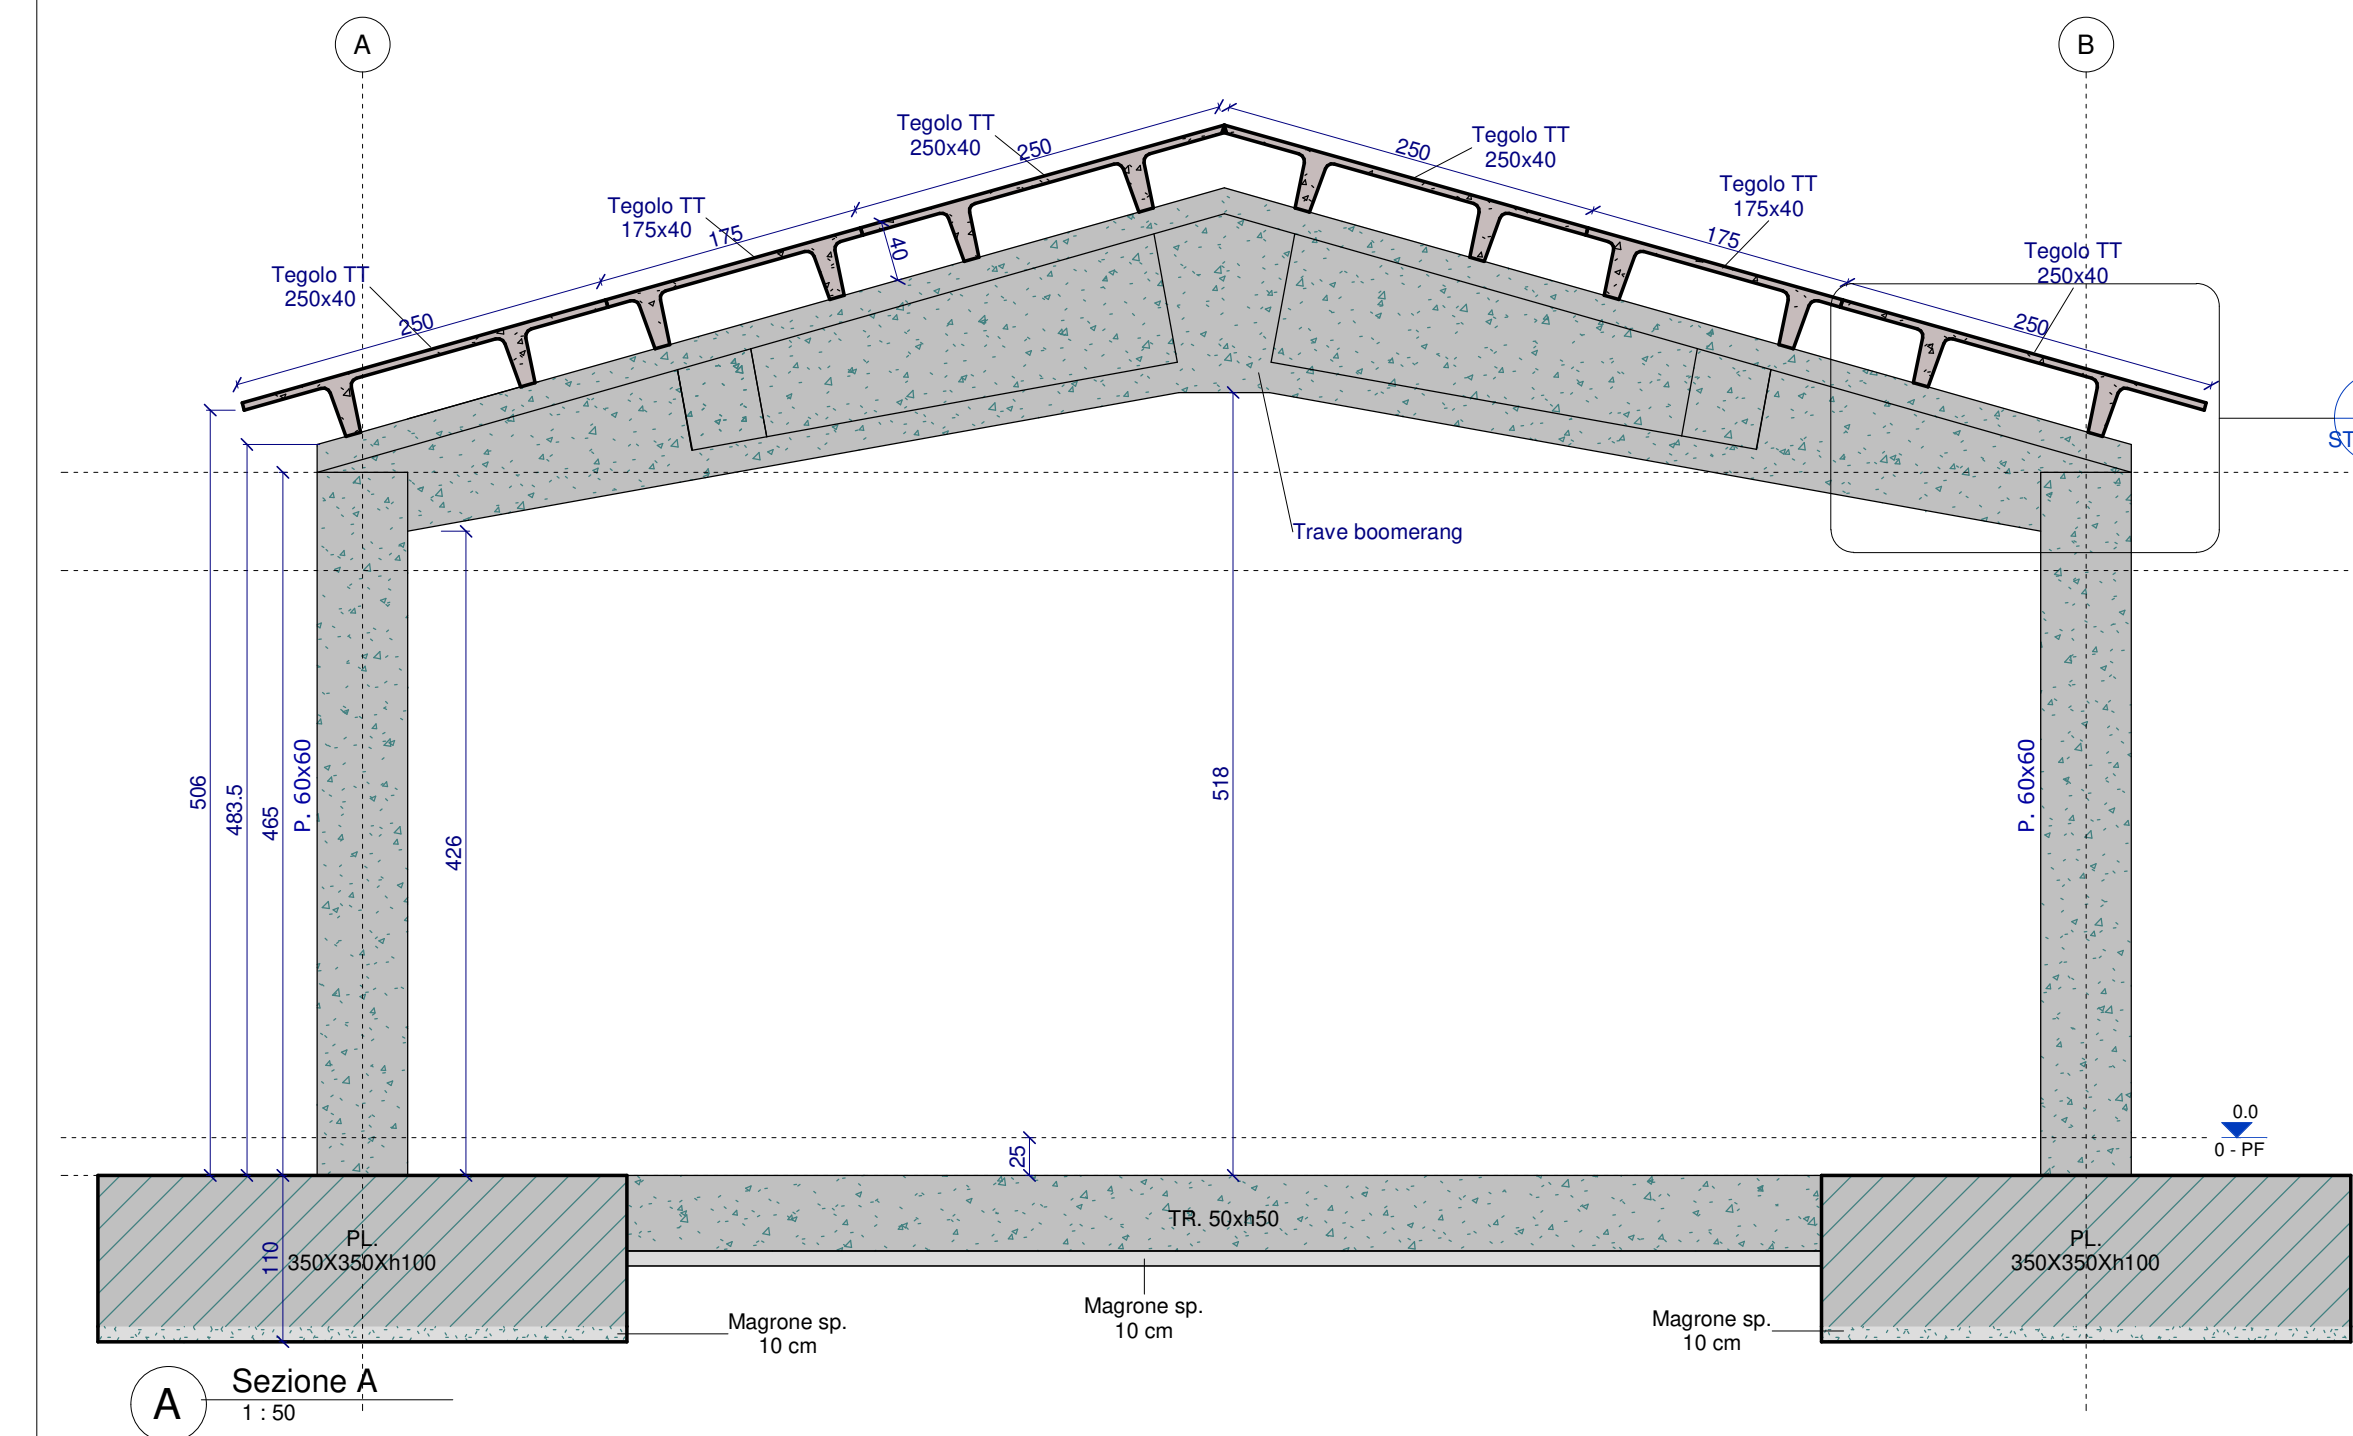 A
B
Tegolo TT
250x40
250
250
Tegolo TT
250x40
Tegolo TT
175x40
175
40
Tegolo TT
175x40
175
Tegolo TT
250x40
250
Tegolo TT
250x40
250
ST
Trave boomerang
506
483.5
465
P. 60x60
426
518
P. 60x60
0.0
0 - PF
25
TR. 50xh50
PL.
350X350Xh100
110
PL.
350X350Xh100
Magrone sp.
10 cm
Magrone sp.
10 cm
Magrone sp.
10 cm
A
Sezione A
1 : 50